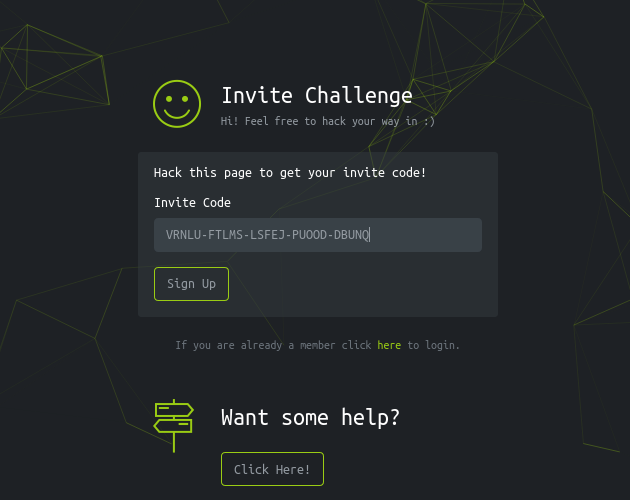 Invite Challenge
Hi! Feel free to hack your way in :)
Hack this page to get your invite code!
Invite Code
VRNLU-FTLMS-LSFEJ-PUOOD-DBUNQ
Sign Up
If you are already a member click here to login.
Want some help?
Click Here!